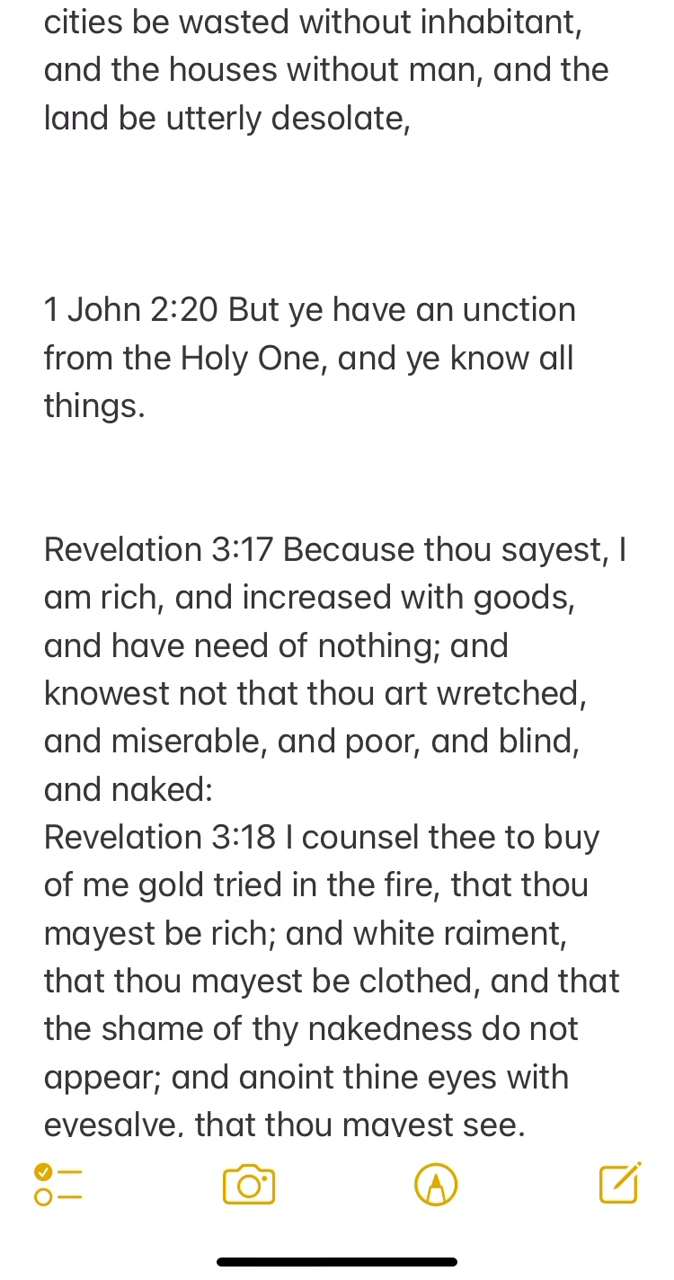 cities be wasted without inhabitant,
and the houses without man, and the
land be utterly desolate,
1 John 2:20 But ye have an unction
from the Holy One, and ye know all
things.
Revelation 3:17 Because thou sayest, I
am rich, and increased with goods,
and have need of nothing; and
knowest not that thou art wretched,
and miserable, and poor, and blind,
and naked:
Revelation 3:18 I counsel thee to buy
of me gold tried in the fire, that thou
mayest be rich; and white raiment,
that thou mayest be clothed, and that
the shame of thy nakedness do not
appear; and anoint thine eyes with
eyesalve, that thou mayest see.